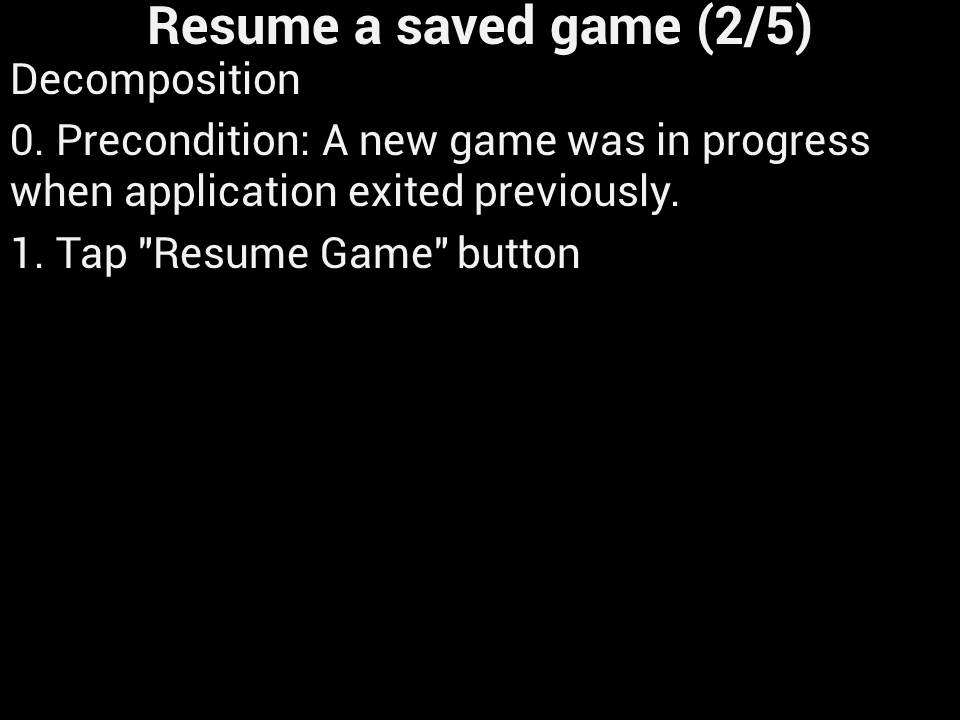 Resume a saved game (2/5)
Decomposition
0. Precondition: A new game was in progress
when application exited previously.
1. Tap "Resume Game" button